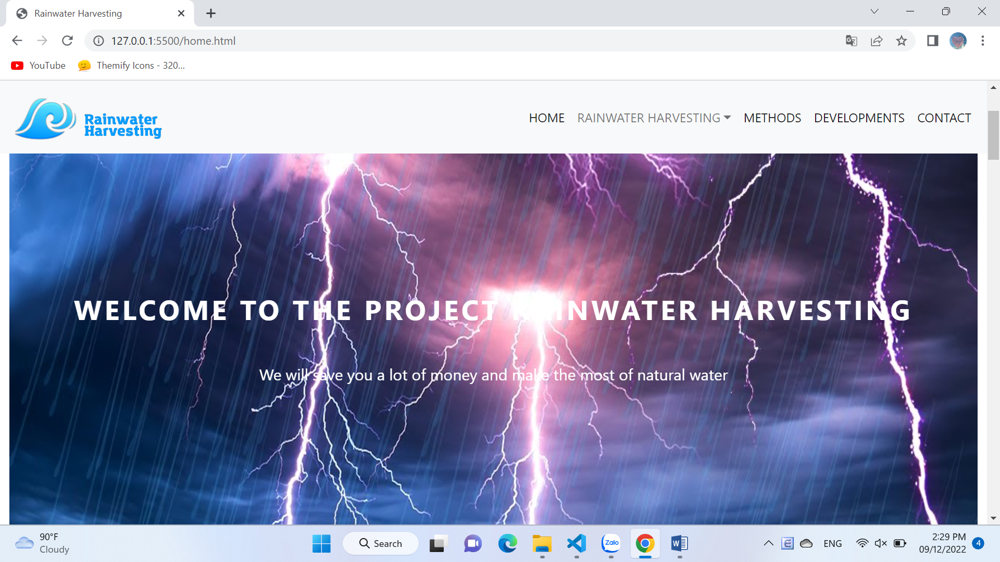 Rainwater Harvesting
127.0.0.1:5500/home.html
YouTube
Themify Icons - 320...
Rainwater
Harvesting
HOME
RAINWATER HARVESTING
METHODS
DEVELOPMENTS
CONTACT
WELCOME TO THE PROJECT RAINWATER HARVESTING
We will save you a lot of money and make the most of natural water
90°F
Cloudy
Search
Zalo
W
ENG
2:29 PM
09/12/2022
4